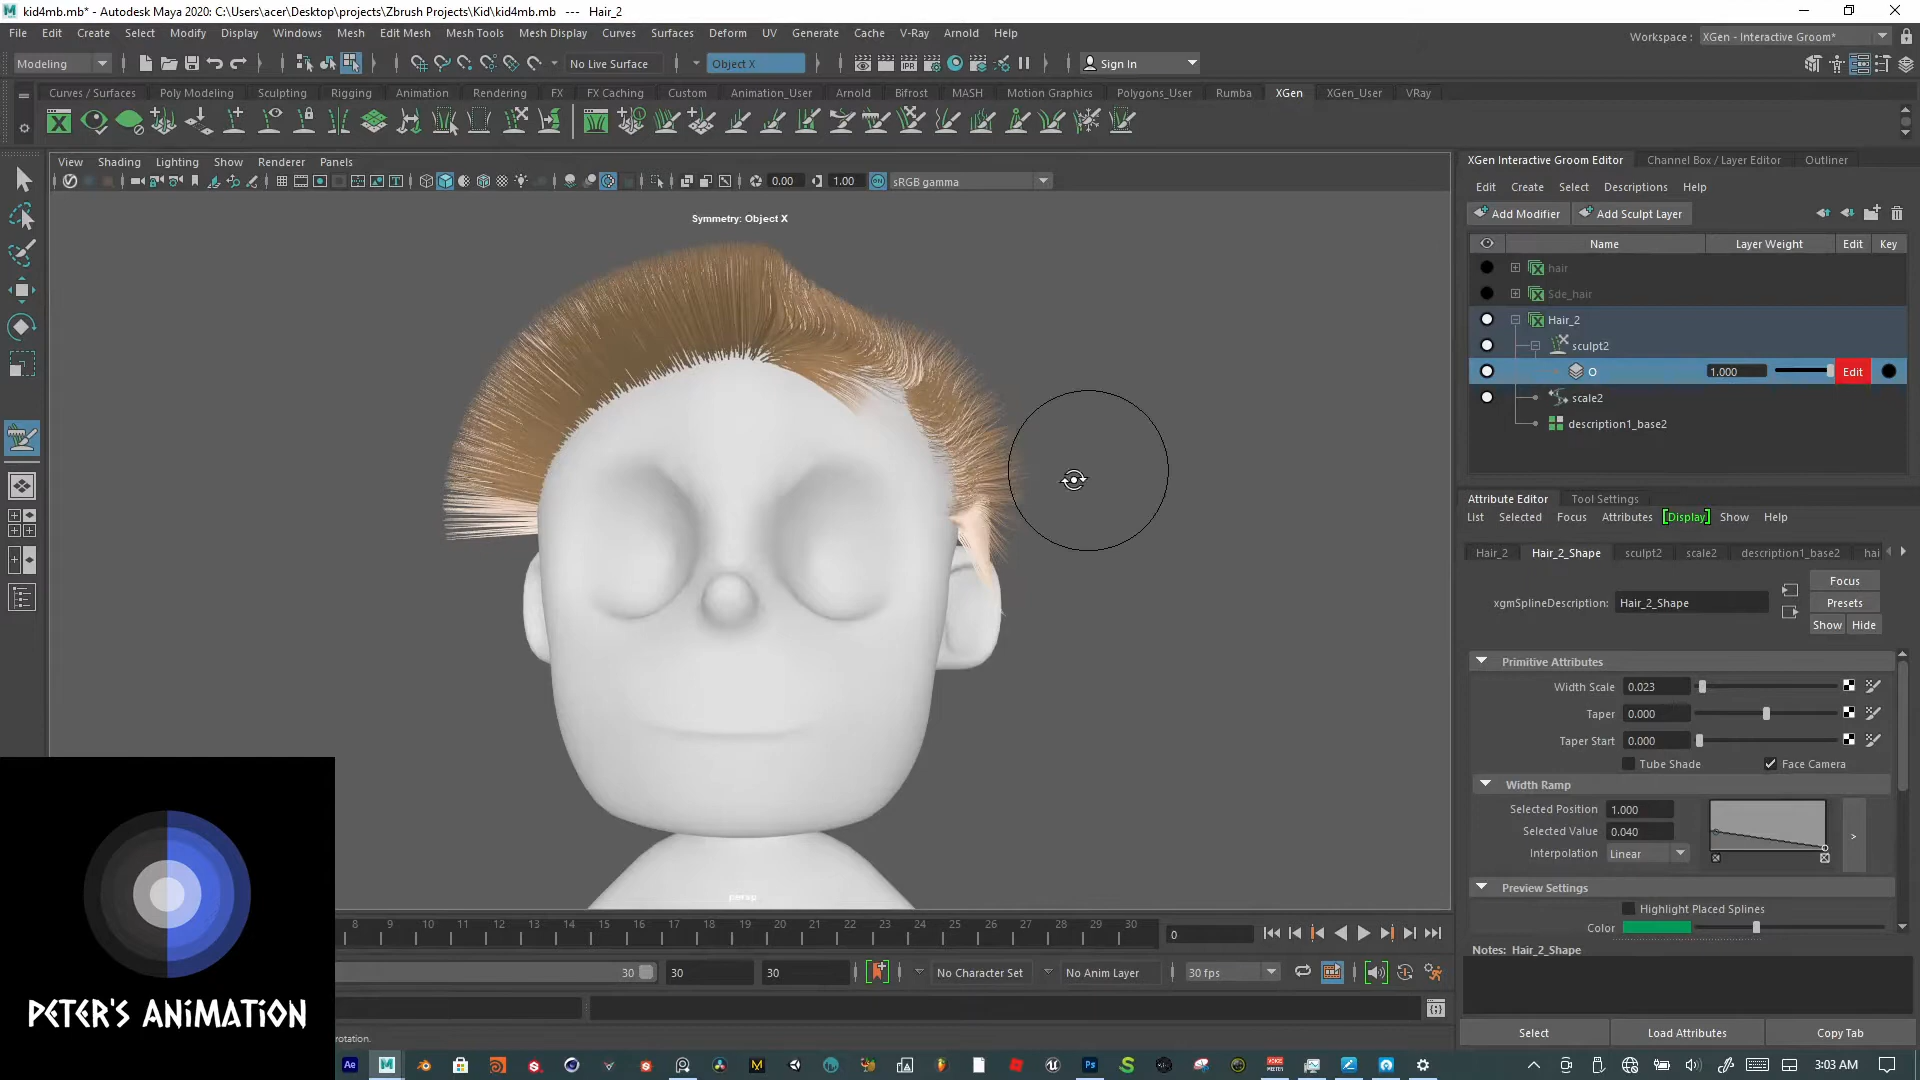 kid4mb.mb* - Autodesk Maya 2020: C:\Users\acer\Desktop\projects\Zbrush Projects\Kid\kid4mb.mb   ---   Hair_2
File Edit Create Select Modify Display Windows Mesh Edit Mesh Mesh Tools Mesh Display Curves Surfaces Deform UV Generate Cache V-Ray Arnold Help
Workspace : XGen - Interactive Groom*
Modeling No Live Surface Object X Sign In
Curves / Surfaces Poly Modeling Sculpting Rigging Animation Rendering FX FX Caching Custom Animation_User Arnold Bifrost MASH Motion Graphics Polygons_User Rumba XGen XGen_User VRay
IPR
View Shading Lighting Show Renderer Panels
0.00 1.00 sRGB gamma
Symmetry: Object X
persp
XGen Interactive Groom Editor Channel Box / Layer Editor Outliner
Edit Create Select Descriptions Help
Add Modifier Add Sculpt Layer
Name Layer Weight Edit Key
hair
Sde_hair
Hair_2
sculpt2
O 1.000 Edit
scale2
description1_base2
Attribute Editor Tool Settings
List Selected Focus Attributes [Display] Show Help
Hair_2 Hair_2_Shape sculpt2 scale2 description1_base2 hai
Focus
xgmSplineDescription: Hair_2_Shape Presets
Show Hide
Primitive Attributes
Width Scale 0.023
Taper 0.000
Taper Start 0.000
Tube Shade Face Camera
Width Ramp
Selected Position 1.000
Selected Value 0.040
Interpolation Linear
>
Preview Settings
Highlight Placed Splines
Color
Notes: Hair_2_Shape
Select Load Attributes Copy Tab
8 9 10 11 12 13 14 15 16 17 18 19 20 21 22 23 24 25 26 27 28 29 30
0
30 30 30 No Character Set No Anim Layer 30 fps
rotation.
PETER'S ANIMATION
Ae Ps 3:03 AM